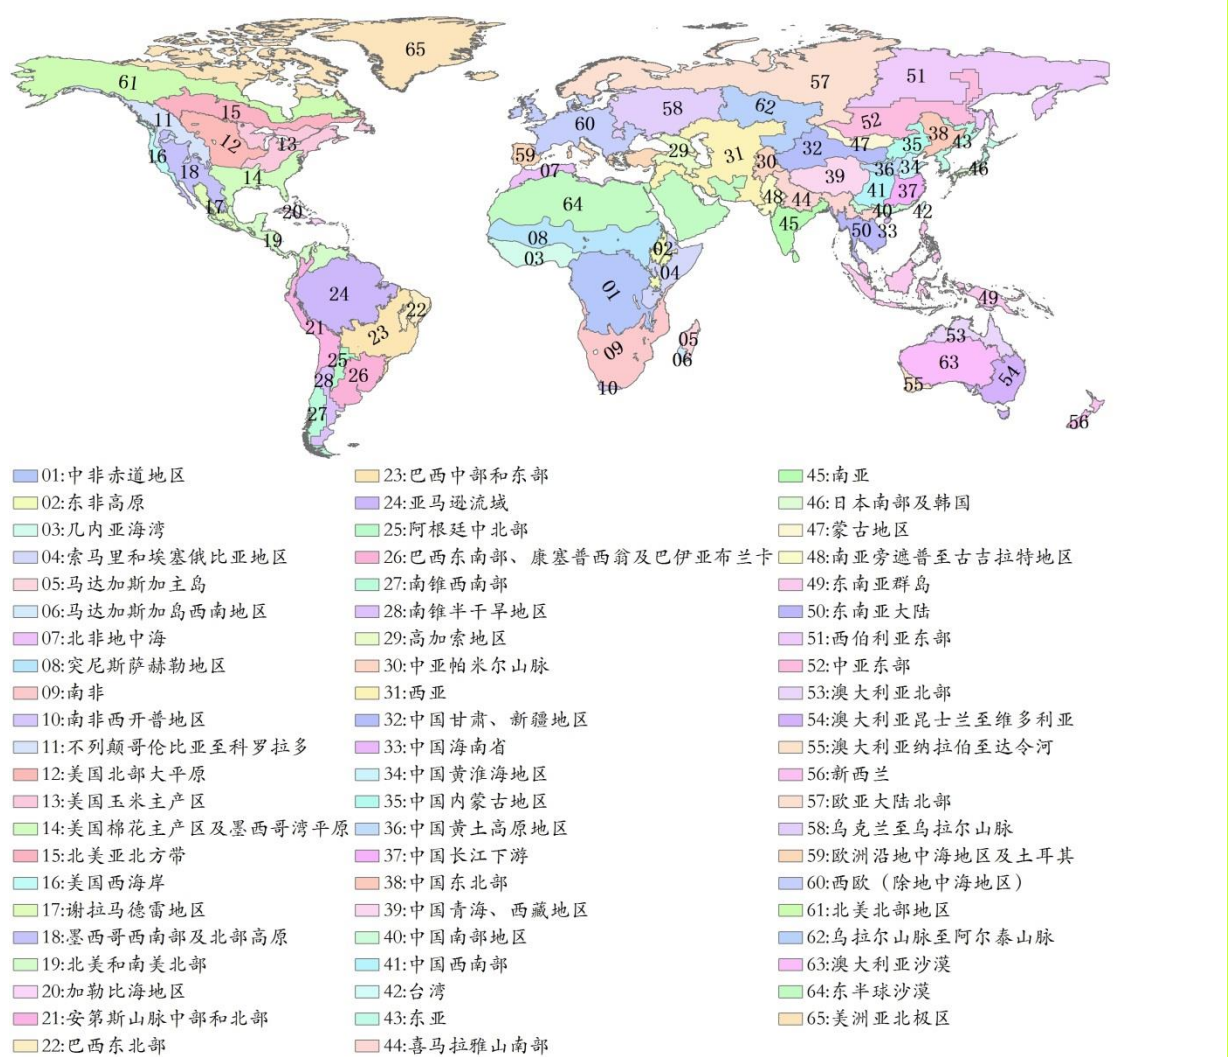 65
61
15
11
12
13
16
18
14
17
20
19
24
22
21
23
25
28
26
27
57
51
58
62
60
52
59
29
31
30
32
47
35
38
43
07
39
36
34
46
48
44
41
37
64
45
40
42
08
02
50
33
03
04
01
49
05
09
06
10
53
63
54
55
56
01:中非赤道地区
02:东非高原
03:几内亚海湾
04:索马里和埃塞俄比亚地区
05:马达加斯加主岛
06:马达加斯加岛西南地区
07:北非地中海
08:突尼斯萨赫勒地区
09:南非
10:南非西开普地区
11:不列颠哥伦比亚至科罗拉多
12:美国北部大平原
13:美国玉米主产区
14:美国棉花主产区及墨西哥湾平原
15:北美亚北方带
16:美国西海岸
17:谢拉马德雷地区
18:墨西哥西南部及北部高原
19:北美和南美北部
20:加勒比海地区
21:安第斯山脉中部和北部
22:巴西东北部
23:巴西中部和东部
24:亚马逊流域
25:阿根廷中北部
26:巴西东南部、康塞普西翁及巴伊亚布兰卡
27:南锥西南部
28:南锥半干旱地区
29:高加索地区
30:中亚帕米尔山脉
31:西亚
32:中国甘肃、新疆地区
33:中国海南省
34:中国黄淮海地区
35:中国内蒙古地区
36:中国黄土高原地区
37:中国长江下游
38:中国东北部
39:中国青海、西藏地区
40:中国南部地区
41:中国西南部
42:台湾
43:东亚
44:喜马拉雅山南部
45:南亚
46:日本南部及韩国
47:蒙古地区
48:南亚旁遮普至古吉拉特地区
49:东南亚群岛
50:东南亚大陆
51:西伯利亚东部
52:中亚东部
53:澳大利亚北部
54:澳大利亚昆士兰至维多利亚
55:澳大利亚纳拉伯至达令河
56:新西兰
57:欧亚大陆北部
58:乌克兰至乌拉尔山脉
59:欧洲沿地中海地区及土耳其
60:西欧（除地中海地区）
61:北美北部地区
62:乌拉尔山脉至阿尔泰山脉
63:澳大利亚沙漠
64:东半球沙漠
65:美洲亚北极区